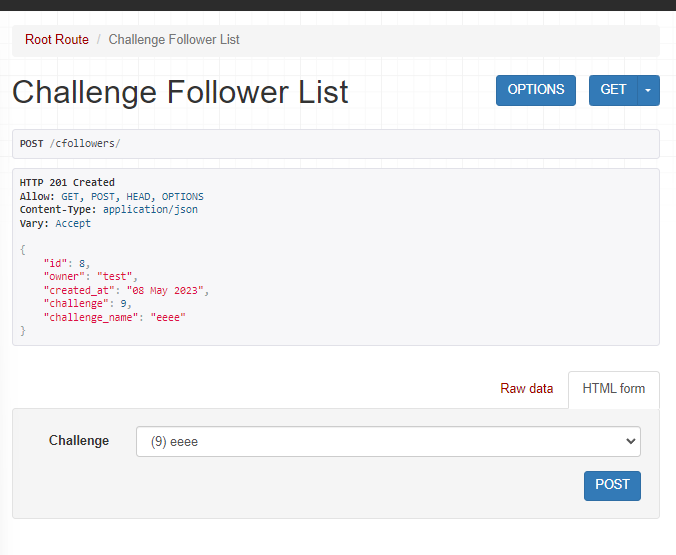 Root Route / Challenge Follower List
Challenge Follower List
OPTIONS
GET
POST /cfollowers/
HTTP 201 Created
Allow: GET, POST, HEAD, OPTIONS
Content-Type: application/json
Vary: Accept
{
"id": 8,
"owner": "test",
"created_at": "08 May 2023",
"challenge": 9,
"challenge_name": "eeee"
}
Raw data
HTML form
Challenge
(9) eeee
POST